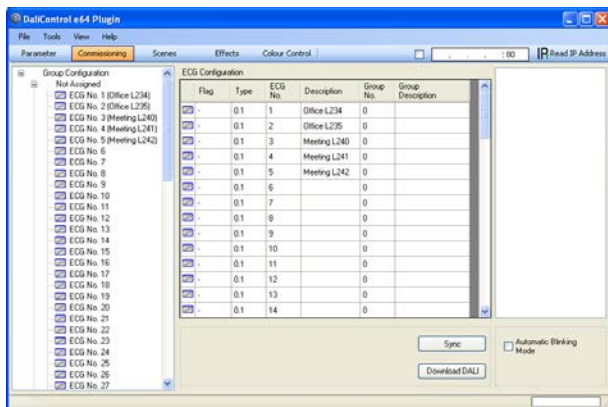 DaliControl e64 Plugin
File Tools View Help
Parameter Commissioning Scenes Effects Colour Control : 80 Read IP Address
Group Configuration
Not Assigned
ECG No. 1 (Office L234)
ECG No. 2 (Office L235)
ECG No. 3 (Meeting L240)
ECG No. 4 (Meeting L241)
ECG No. 5 (Meeting L242)
ECG No. 6
ECG No. 7
ECG No. 8
ECG No. 9
ECG No. 10
ECG No. 11
ECG No. 12
ECG No. 13
ECG No. 14
ECG No. 15
ECG No. 16
ECG No. 17
ECG No. 18
ECG No. 19
ECG No. 20
ECG No. 21
ECG No. 22
ECG No. 23
ECG No. 24
ECG No. 25
ECG No. 26
ECG No. 27
ECG Configuration
Flag Type ECG No. Description Group No. Group Description
- 0.1 1 Office L234 0
- 0.1 2 Office L235 0
- 0.1 3 Meeting L240 0
- 0.1 4 Meeting L241 0
- 0.1 5 Meeting L242 0
- 0.1 6 0
- 0.1 7 0
- 0.1 8 0
- 0.1 9 0
- 0.1 10 0
- 0.1 11 0
- 0.1 12 0
- 0.1 13 0
- 0.1 14 0
Sync
Download DALI
Automatic Blinking
Mode